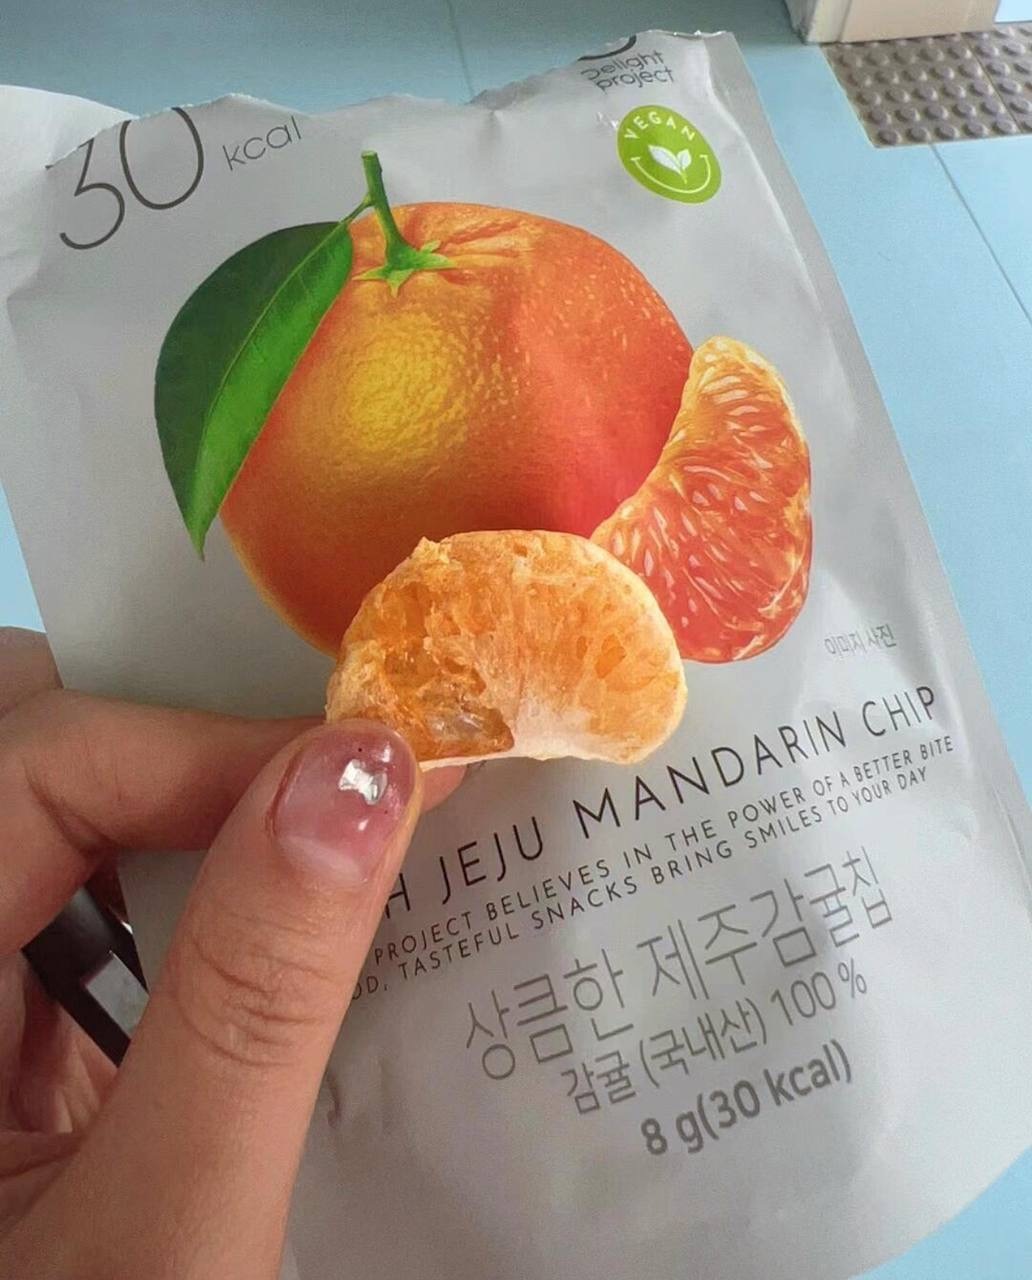 Delight
project
30 kcal
VEGAN
이미지 사진
JEJU MANDARIN CHIP
PROJECT BELIEVES IN THE POWER OF A BETTER BITE
TASTEFUL SNACKS BRING SMILES TO YOUR DAY
상큼한 제주감귤칩
감귤 (국내산) 100 %
8 g(30 kcal)